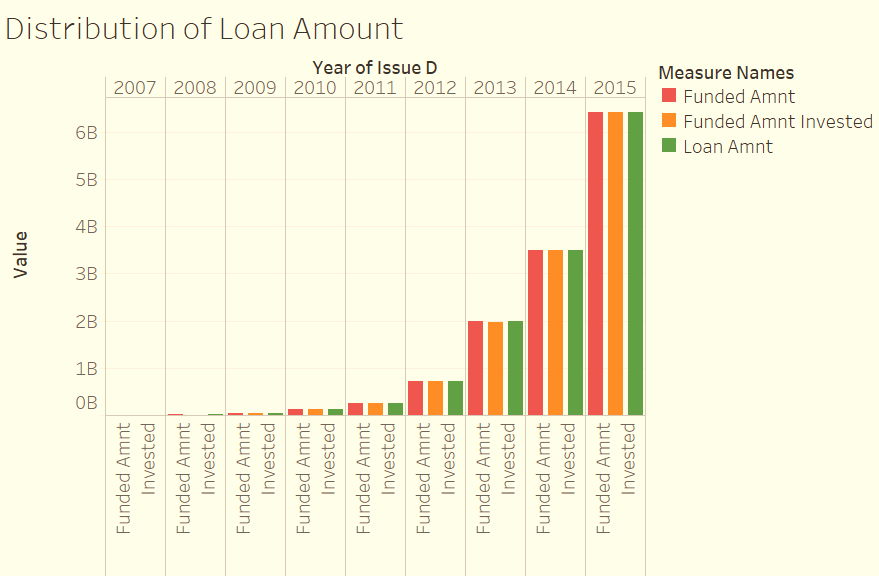 Distribution of Loan Amount
Year of Issue D
2007 2008 2009 2010 2011 2012 2013 2014 2015
Measure Names
Funded Amnt
Funded Amnt Invested
Loan Amnt
Value
6B
5B
4B
3B
2B
1B
0B
Funded Amnt
Invested
Funded Amnt
Invested
Funded Amnt
Invested
Funded Amnt
Invested
Funded Amnt
Invested
Funded Amnt
Invested
Funded Amnt
Invested
Funded Amnt
Invested
Funded Amnt
Invested